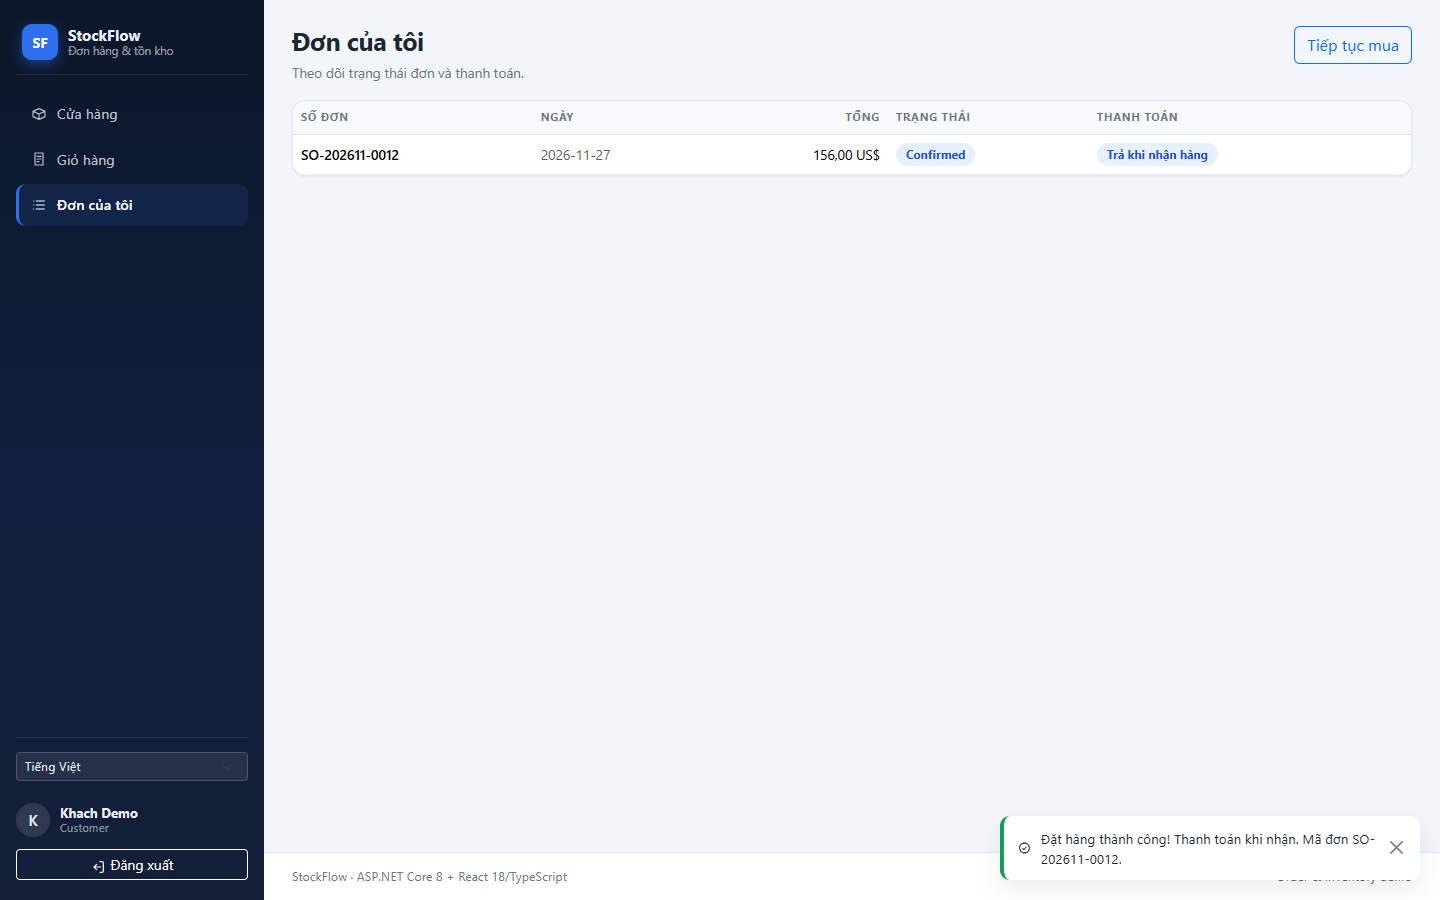 SF
StockFlow
Đơn hàng & tồn kho
Cửa hàng
Giỏ hàng
Đơn của tôi
Tiếng Việt
K
Khach Demo
Customer
Đăng xuất
Đơn của tôi
Theo dõi trạng thái đơn và thanh toán.
Tiếp tục mua
SỐ ĐƠN NGÀY TỔNG TRẠNG THÁI THANH TOÁN
SO-202611-0012 2026-11-27 156,00 US$ Confirmed Trả khi nhận hàng
Đặt hàng thành công! Thanh toán khi nhận. Mã đơn SO-
202611-0012.
StockFlow · ASP.NET Core 8 + React 18/TypeScript